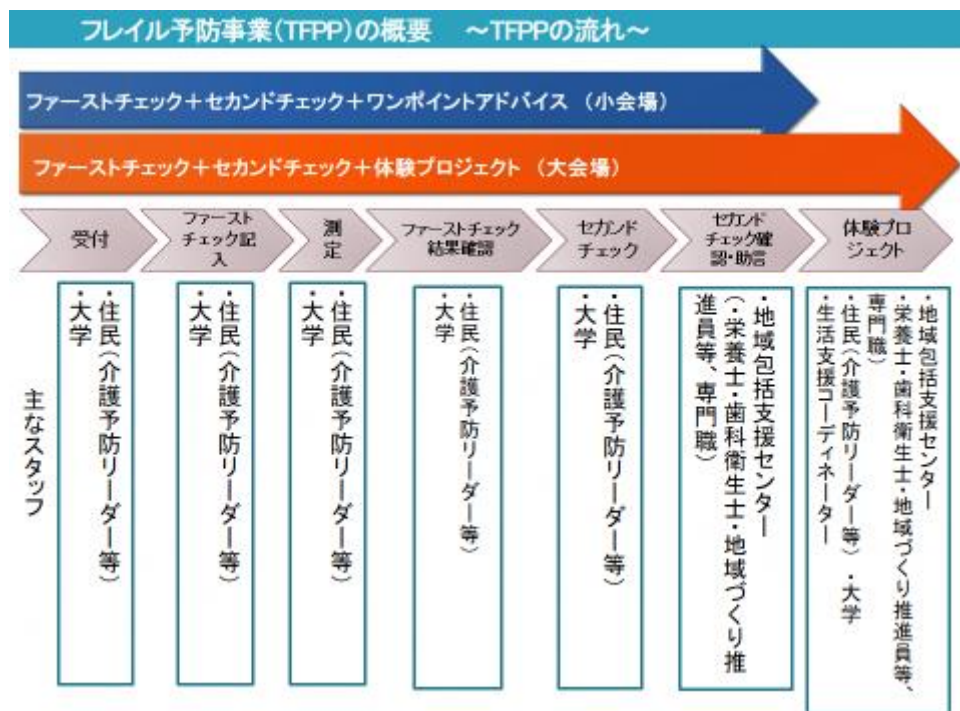 フレイル予防事業(TFPP)の概要 ～TFPPの流れ～
ファーストチェック＋セカンドチェック＋ワンポイントアドバイス （小会場）
ファーストチェック＋セカンドチェック＋体験プロジェクト （大会場）
受付
ファースト
チェック記
入
測
定
ファーストチェック
結果確認
セカンド
チェック
セカンド
チェック確
認・助言
体験プロ
ジェクト
主なスタッフ
・住民（介護予防リーダー等）
・大学
・住民（介護予防リーダー等）
・大学
・住民（介護予防リーダー等）
・大学
・住民（介護予防リーダー等）
・大学
・住民（介護予防リーダー等）
・大学
・地域包括支援センター
（・栄養士・歯科衛生士・地域づくり推
進員等、専門職）
・地域包括支援センター
・栄養士・歯科衛生士・地域づくり推進員等、
専門職）
・住民（介護予防リーダー等） ・大学
・生活支援コーディネーター